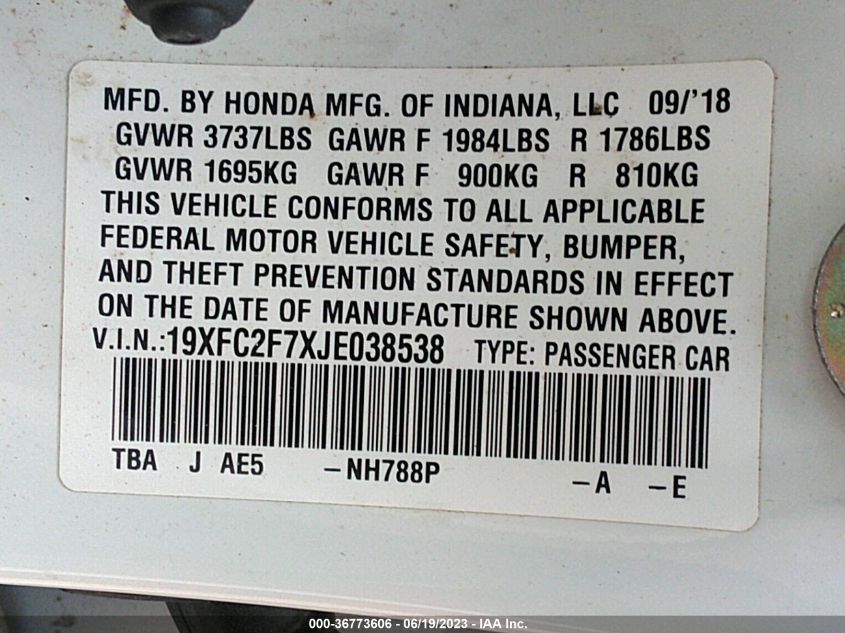 MFD. BY HONDA MFG. OF INDIANA, LLC 09/'18
GVWR 3737LBS GAWR F 1984LBS R 1786LBS
GVWR 1695KG GAWR F 900KG R 810KG
THIS VEHICLE CONFORMS TO ALL APPLICABLE
FEDERAL MOTOR VEHICLE SAFETY, BUMPER,
AND THEFT PREVENTION STANDARDS IN EFFECT
ON THE DATE OF MANUFACTURE SHOWN ABOVE.
V.I.N.:19XFC2F7XJE038538 TYPE: PASSENGER CAR
TBA J AE5 -NH788P -A -E
000-36773606 - 06/19/2023 - IAA Inc.